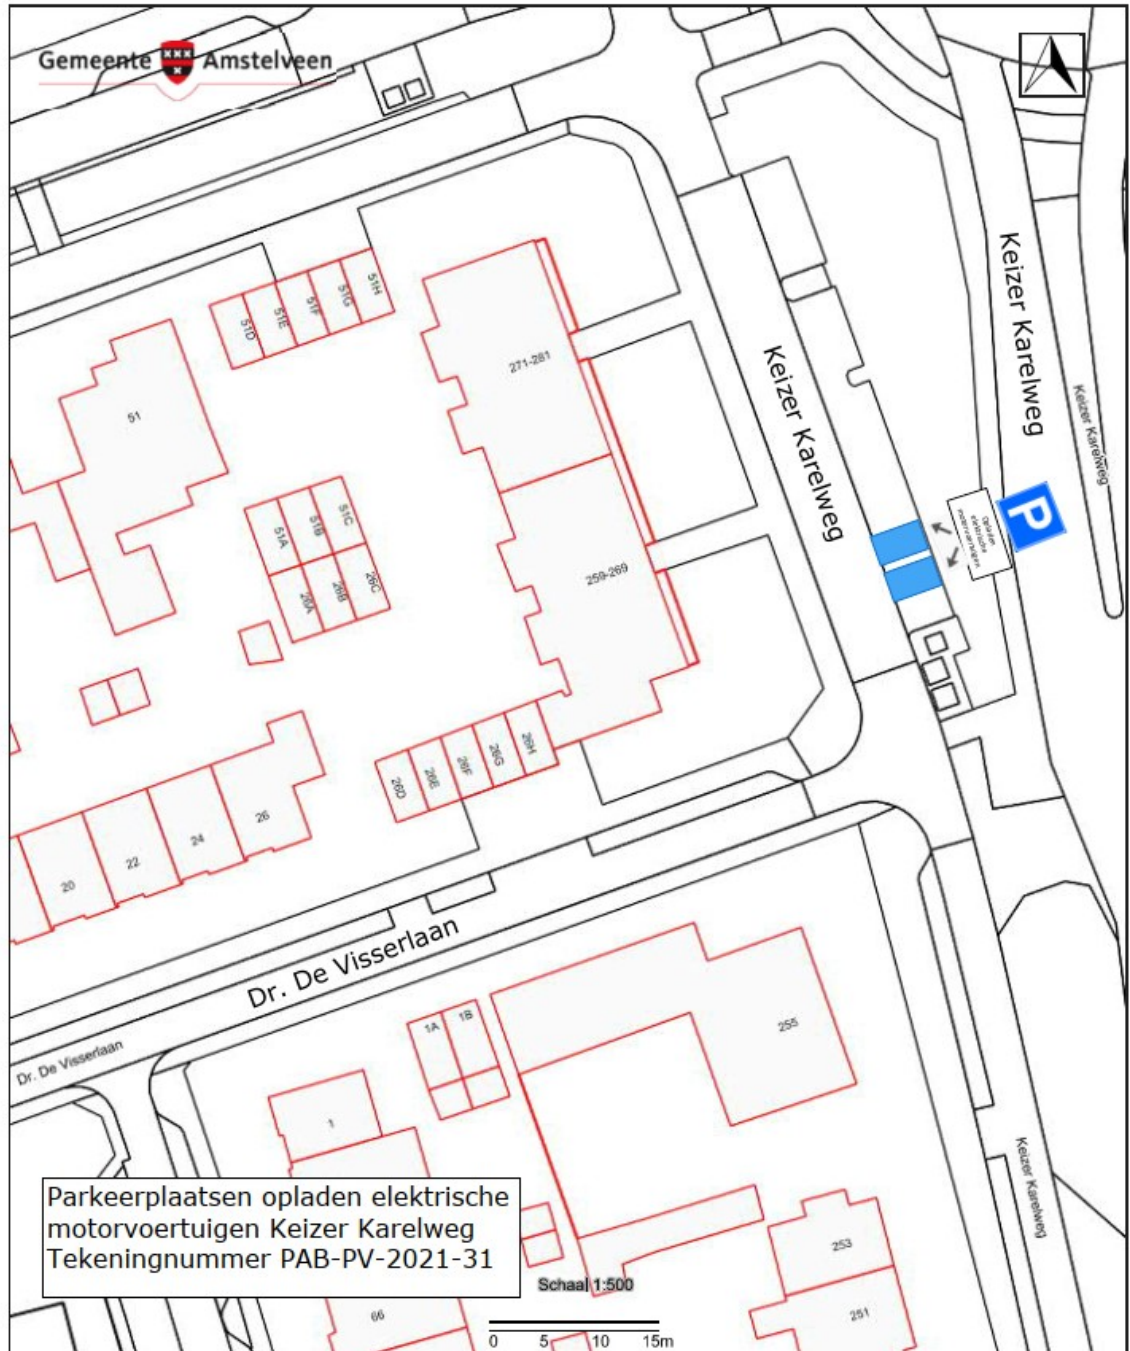 Gemeente Amstelveen
51H
51G
51F
51E
51D
271-281
51
Keizer Karelweg
Keizer Karelweg
Keizer Karelweg
P
Opladen
elektrische
motorvoertuigen
51C
51B
51A
26C
26B
26A
259-269
26H
26G
26F
26E
26D
26
24
22
20
Dr. De Visserlaan
Dr. De Visserlaan
1A
1B
255
1
Keizer Karelweg
Parkeerplaatsen opladen elektrische
motorvoertuigen Keizer Karelweg
Tekeningnummer PAB-PV-2021-31
253
251
66
Schaal 1:500
0 5 10 15m